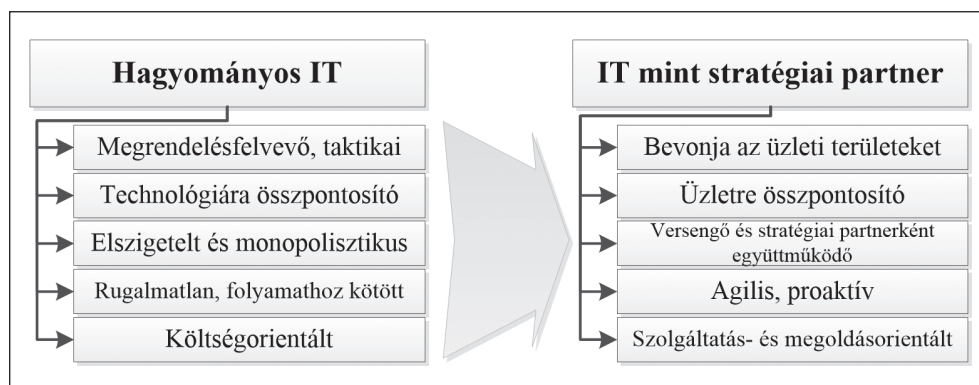 Hagyományos IT
Megrendelésfelvevő, taktikai
Technológiára összpontosító
Elszigetelt és monopolisztikus
Rugalmatlan, folyamathoz kötött
Költségorientált
IT mint stratégiai partner
Bevonja az üzleti területeket
Üzletre összpontosító
Versengő és stratégiai partnerként
együttműködő
Agilis, proaktív
Szolgáltatás- és megoldásorientált